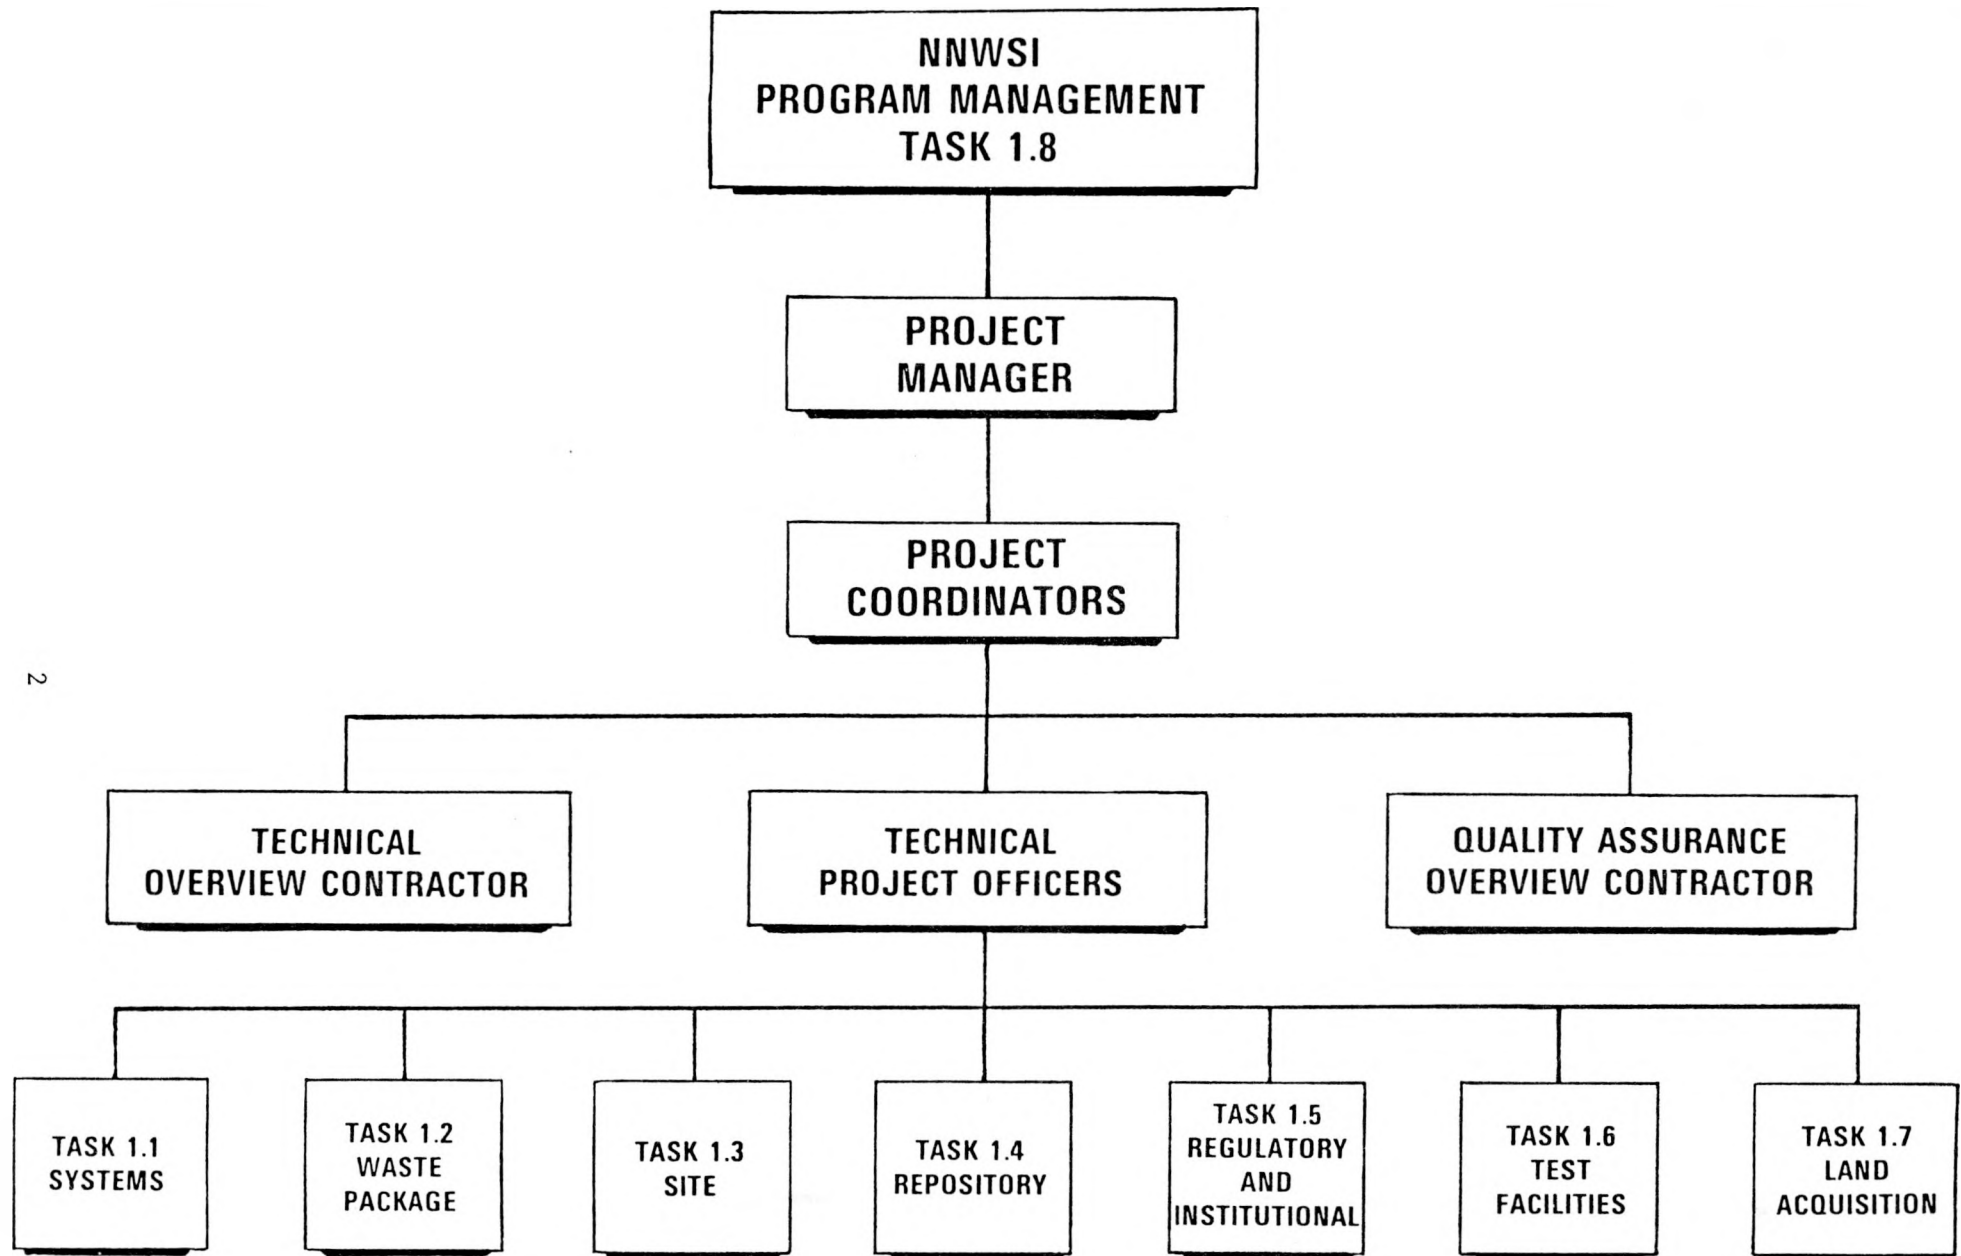 NNWSI
PROGRAM MANAGEMENT
TASK 1.8
PROJECT
MANAGER
PROJECT
COORDINATORS
2
TECHNICAL
OVERVIEW CONTRACTOR
TECHNICAL
PROJECT OFFICERS
QUALITY ASSURANCE
OVERVIEW CONTRACTOR
TASK 1.1
SYSTEMS
TASK 1.2
WASTE
PACKAGE
TASK 1.3
SITE
TASK 1.4
REPOSITORY
TASK 1.5
REGULATORY
AND
INSTITUTIONAL
TASK 1.6
TEST
FACILITIES
TASK 1.7
LAND
ACQUISITION